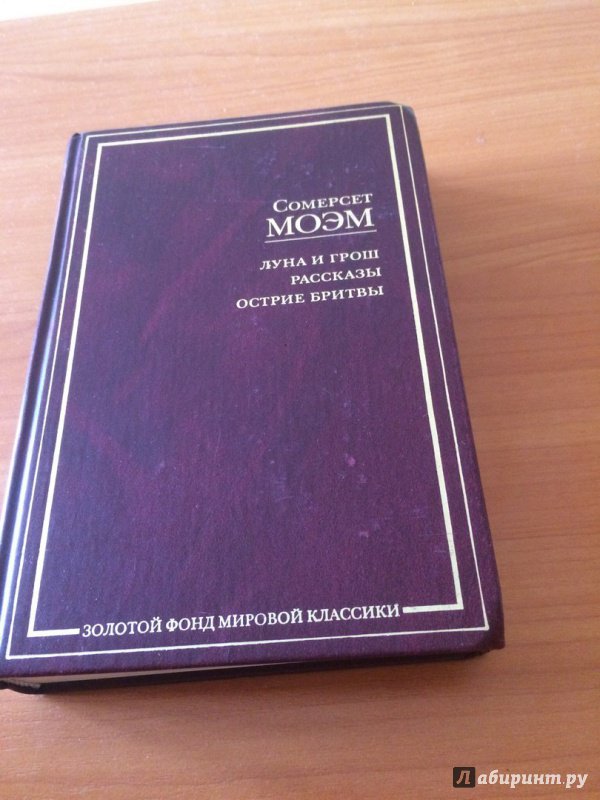 Сомерсет
МОЭМ
ЛУНА И ГРОШ
РАССКАЗЫ
ОСТРИЕ БРИТВЫ
ЗОЛОТОЙ ФОНД МИРОВОЙ КЛАССИКИ
Лабиринт.ру